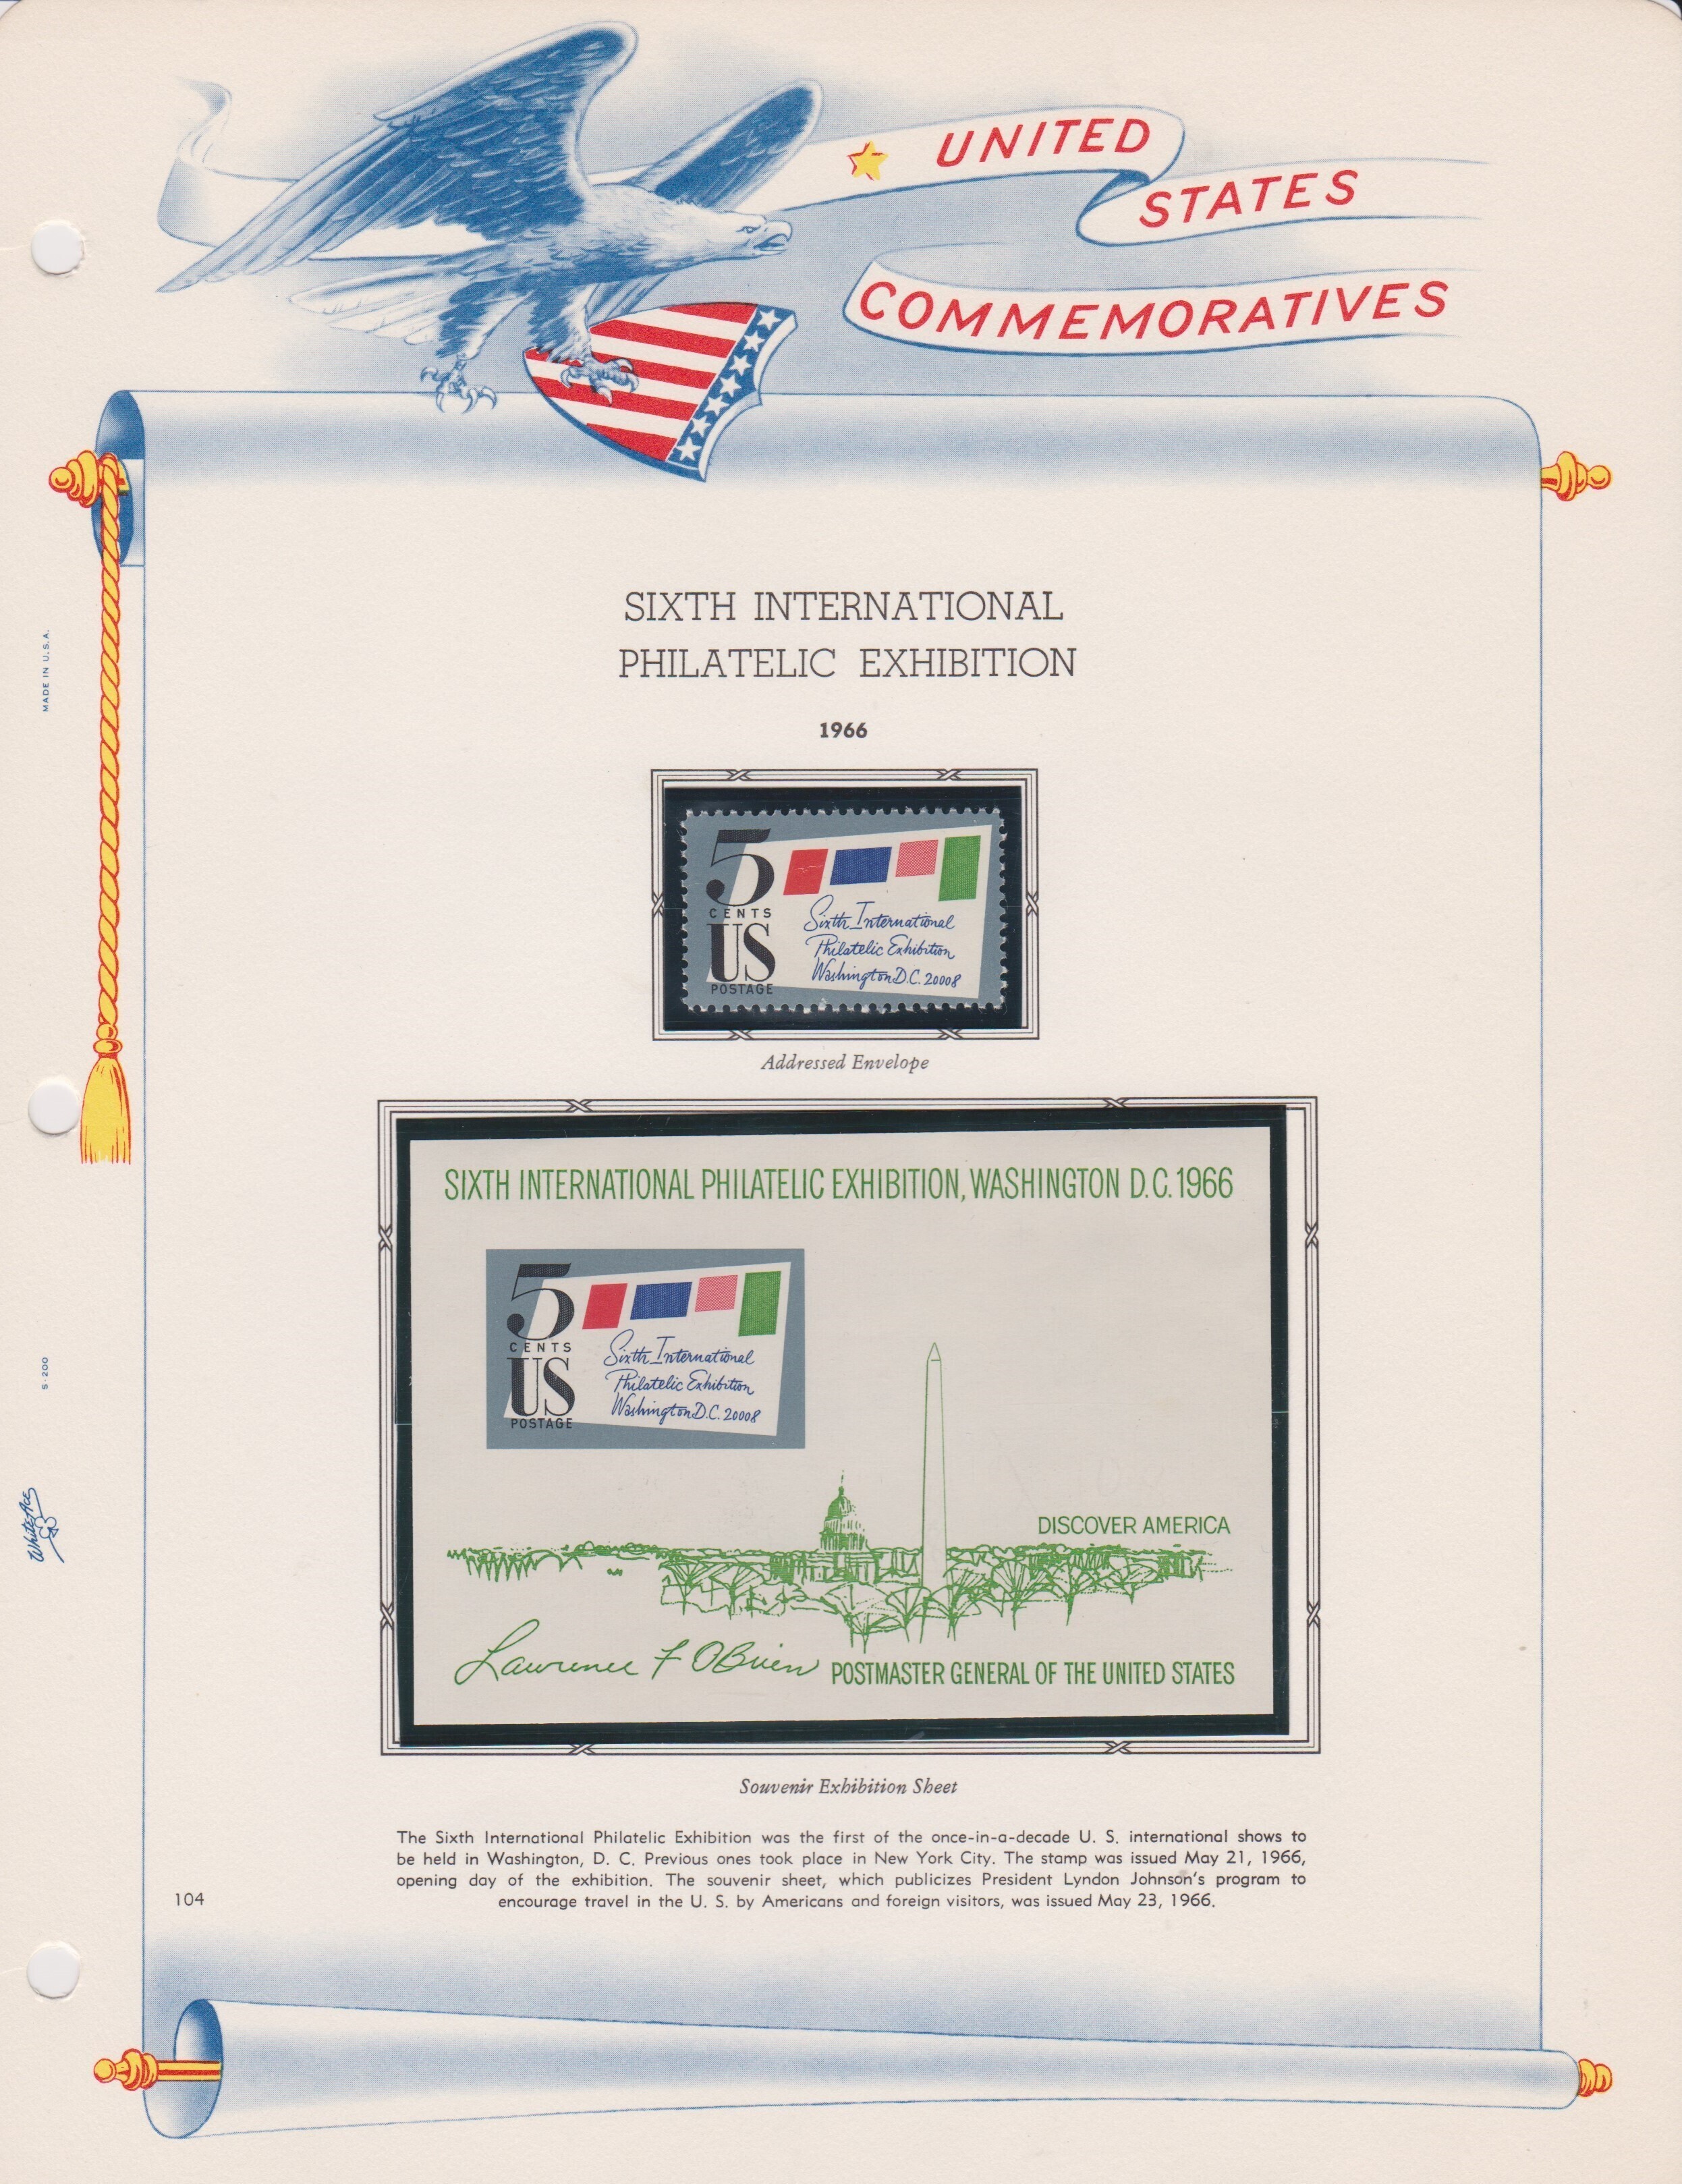 UNITED
STATES
COMMEMORATIVES
MADE IN U.S.A.
SIXTH INTERNATIONAL
PHILATELIC EXHIBITION
1966
5
CENTS
US
POSTAGE
Sixth International
Philatelic Exhibition
Washington D.C. 20008
Addressed Envelope
SIXTH INTERNATIONAL PHILATELIC EXHIBITION, WASHINGTON D.C. 1966
5
CENTS
US
POSTAGE
Sixth International
Philatelic Exhibition
Washington D.C. 20008
S-200
White Ace
DISCOVER AMERICA
Lawrence F O'Brien POSTMASTER GENERAL OF THE UNITED STATES
Souvenir Exhibition Sheet
The Sixth International Philatelic Exhibition was the first of the once-in-a-decade U. S. international shows to
be held in Washington, D. C. Previous ones took place in New York City. The stamp was issued May 21, 1966,
opening day of the exhibition. The souvenir sheet, which publicizes President Lyndon Johnson's program to
encourage travel in the U. S. by Americans and foreign visitors, was issued May 23, 1966.
104